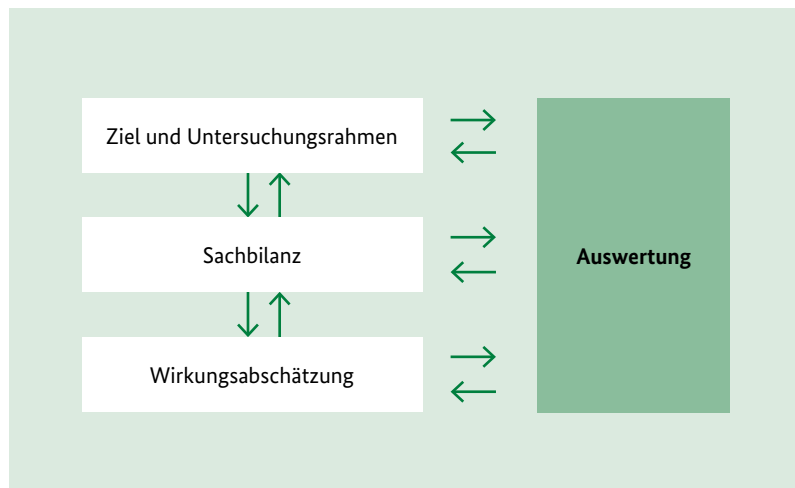 Ziel und Untersuchungsrahmen
Sachbilanz
Auswertung
Wirkungsabschätzung